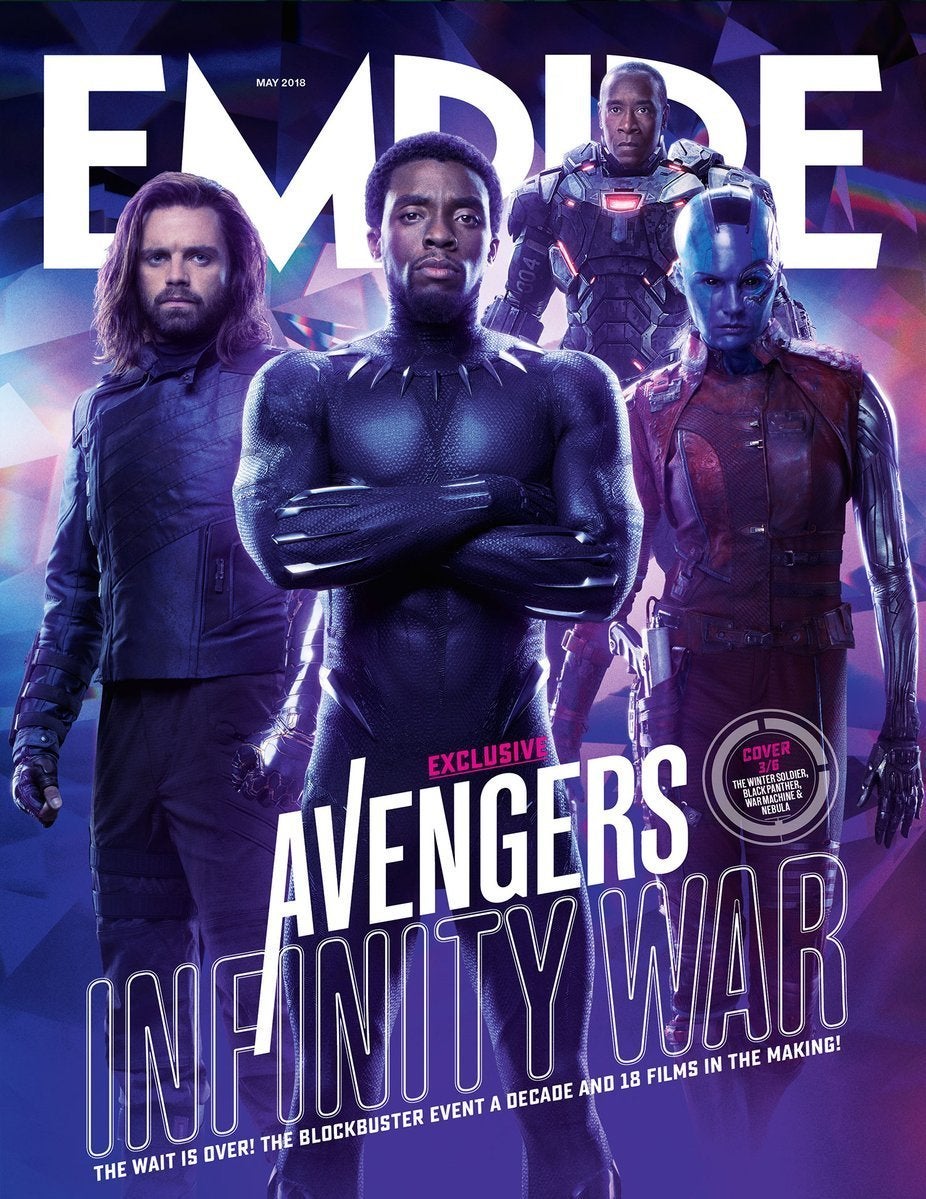 EMPIRE
MAY 2018
304
EXCLUSIVE
AVENGERS
INFINITY WAR
THE WAIT IS OVER! THE BLOCKBUSTER EVENT A DECADE AND 18 FILMS IN THE MAKING!
COVER
3/6
THE WINTER SOLDIER,
BLACK PANTHER,
WAR MACHINE &
NEBULA